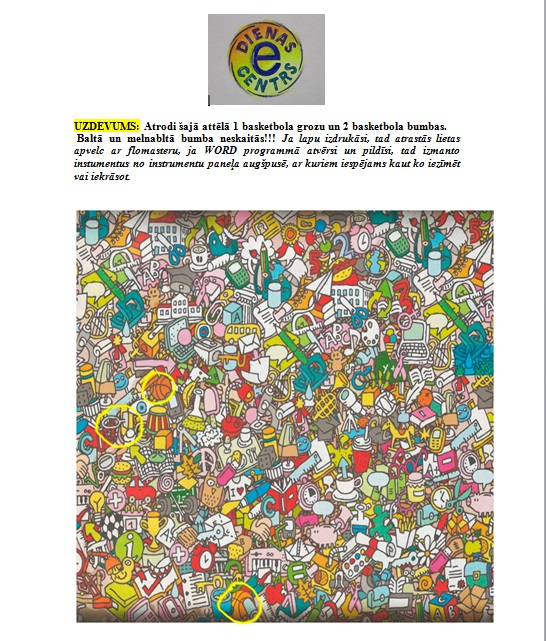 DIENAS
e
CENTRS
UZDEVUMS: Atrodi šajā attēlā 1 basketbola grozu un 2 basketbola bumbas.
Baltā un melnabltā bumba neskaitās!!! Ja lapu izdrukāsi, tad atrastās lietas
apvelc ar flomasteru, ja WORD programmā atvērsi un pildīsi, tad izmanto
instumentus no instrumentu paneļa augšpusē, ar kuriem iespējams kaut ko iezīmēt
vai iekrāsot.